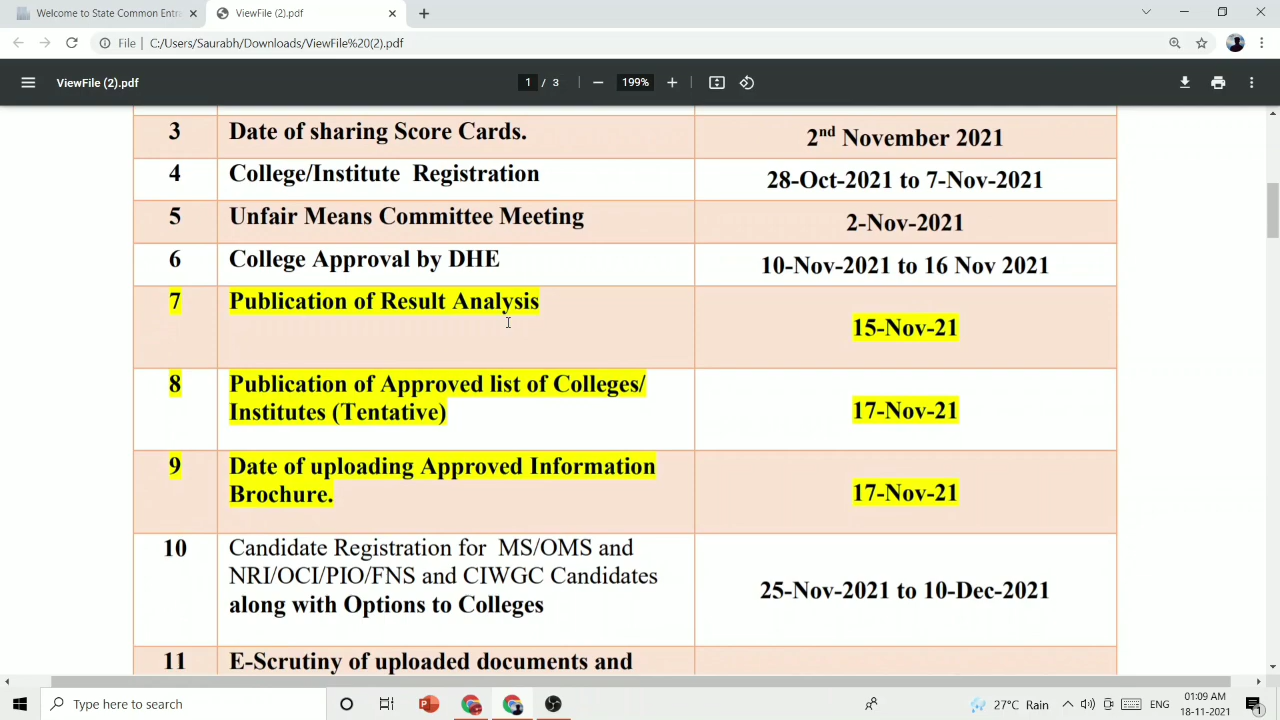 Welcome to State Common Entr
ViewFile (2).pdf
File | C:/Users/Saurabh/Downloads/ViewFile%20(2).pdf
ViewFile (2).pdf
1 / 3
199%
3 Date of sharing Score Cards. 2nd November 2021
4 College/Institute Registration 28-Oct-2021 to 7-Nov-2021
5 Unfair Means Committee Meeting 2-Nov-2021
6 College Approval by DHE 10-Nov-2021 to 16 Nov 2021
7 Publication of Result Analysis
15-Nov-21
8 Publication of Approved list of Colleges/
Institutes (Tentative) 17-Nov-21
9 Date of uploading Approved Information
Brochure. 17-Nov-21
10 Candidate Registration for MS/OMS and
NRI/OCI/PIO/FNS and CIWGC Candidates
along with Options to Colleges 25-Nov-2021 to 10-Dec-2021
11 E-Scrutiny of uploaded documents and
Type here to search
27°C Rain
ENG
01:09 AM
18-11-2021
1